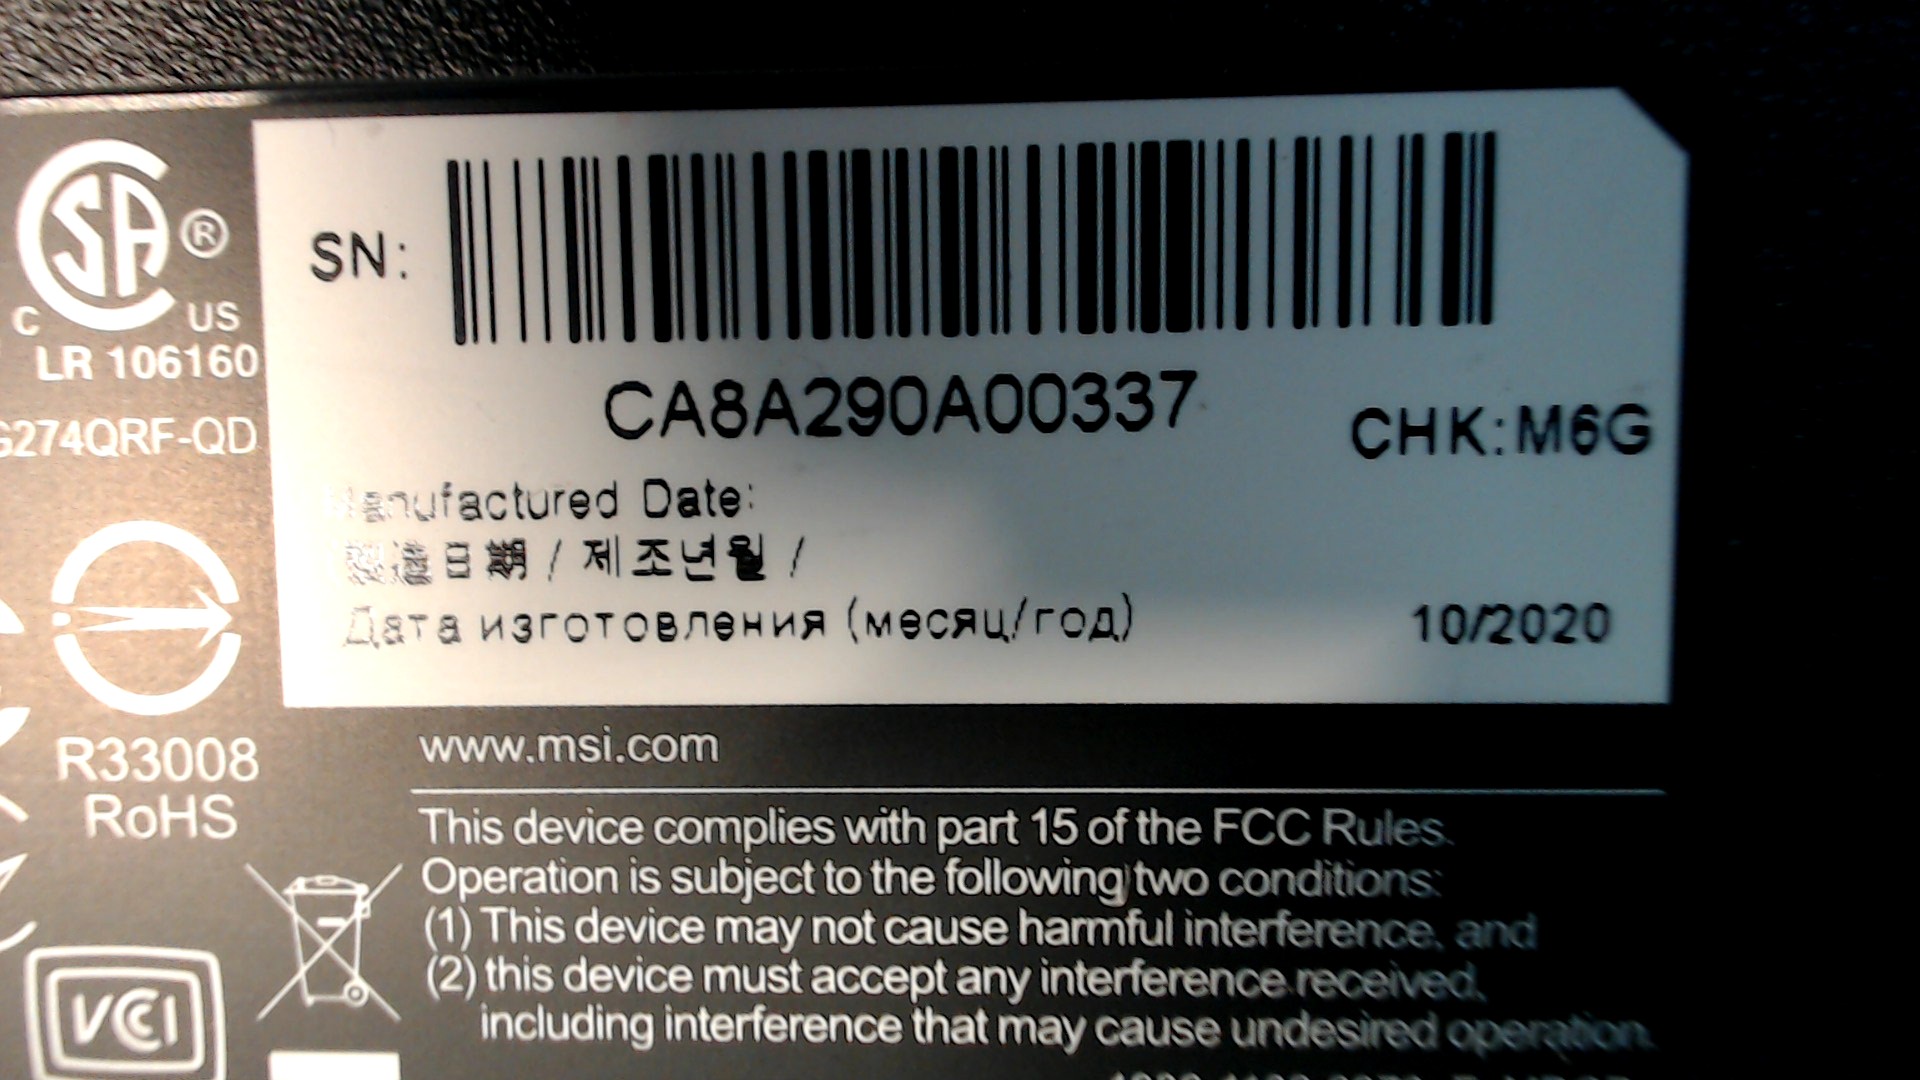 SA ®
C US
LR 106160
G274QRF-QD
R33008
RoHS
VCCI
SN:
CA8A290A00337
CHK:M6G
Manufactured Date:
製造日期 / 제조년월 /
Дата изготовления (месяц/год)
10/2020
www.msi.com
This device complies with part 15 of the FCC Rules.
Operation is subject to the following two conditions:
(1) This device may not cause harmful interference, and
(2) this device must accept any interference received,
including interference that may cause undesired operation.